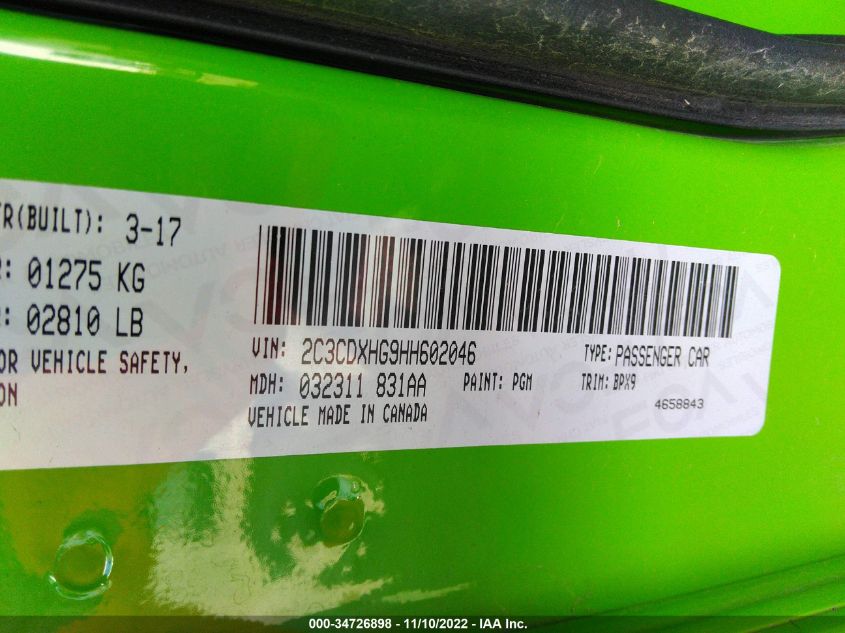 TR(BUILT): 3-17
R: 01275 KG
R: 02810 LB
OR VEHICLE SAFETY,
ON
VIN: 2C3CDXHG9HH602046 TYPE: PASSENGER CAR
MDH: 032311 831AA PAINT: PGM TRIM: BPX9
VEHICLE MADE IN CANADA 4658843
000-34726898 - 11/10/2022 - IAA Inc.